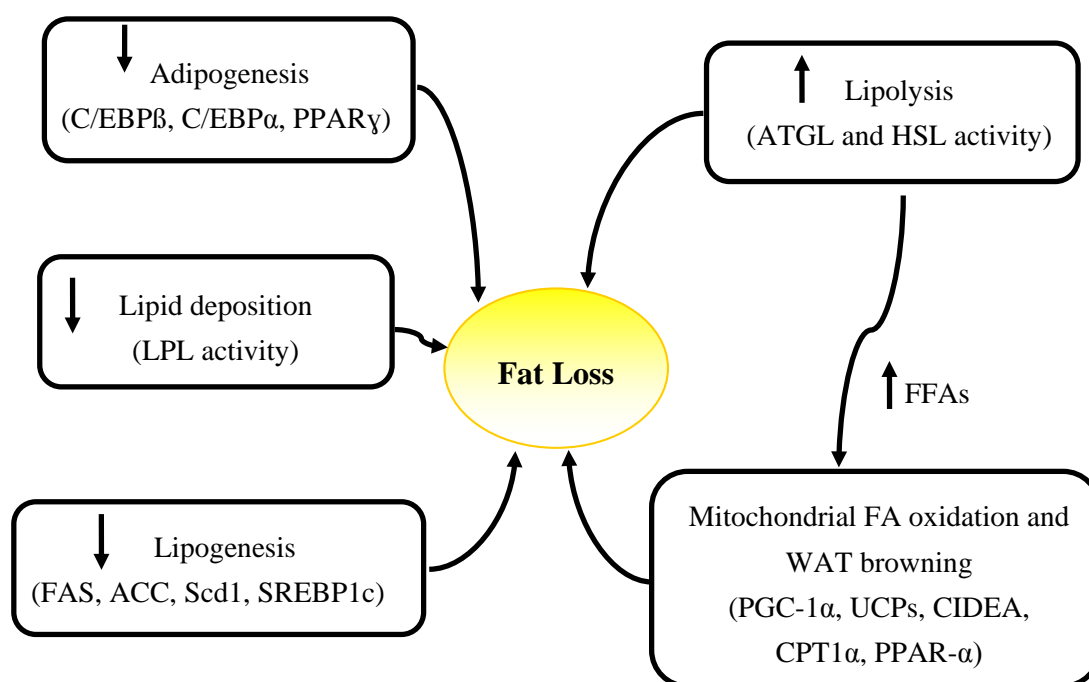 Adipogenesis
(C/EBPß, C/EBPα, PPARɣ)
Lipolysis
(ATGL and HSL activity)
Lipid deposition
(LPL activity)
Fat Loss
FFAs
Lipogenesis
(FAS, ACC, Scd1, SREBP1c)
Mitochondrial FA oxidation and
WAT browning
(PGC-1α, UCPs, CIDEA,
CPT1α, PPAR-α)